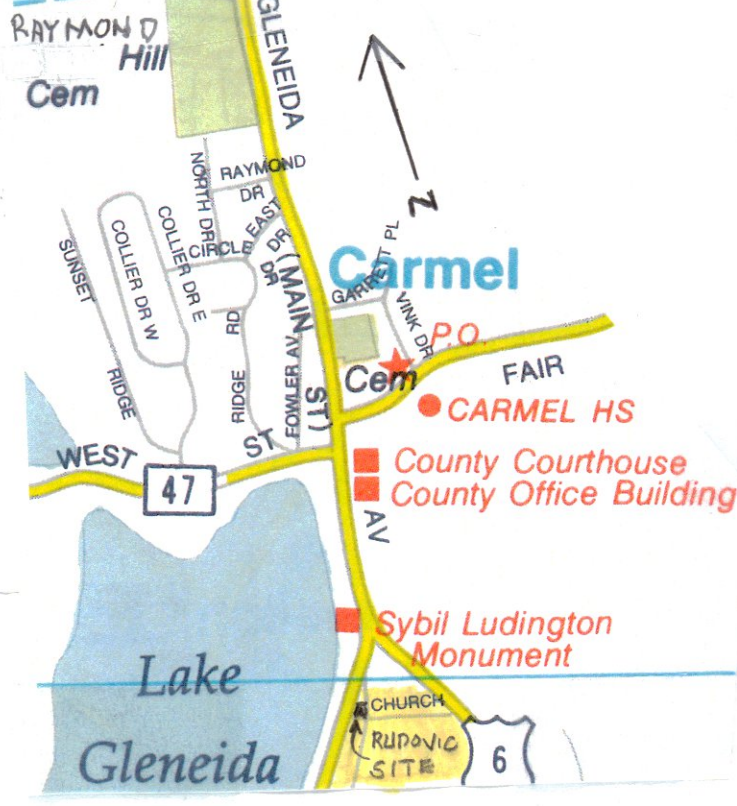 RAYMOND
Hill
Cem
GLENEIDA
N
RAYMOND
DR
NORTH DR
EAST
DR
CIRCLE
DR
COLLIER DR W
COLLIER DR E
SUNSET
RIDGE
RIDGE
RD
FOWLER AV
(MAIN
ST)
Carmel
GARRETT PL
VINK DR
P.O.
Cem
FAIR
CARMEL HS
WEST
ST
47
County Courthouse
County Office Building
AV
Sybil Ludington
Monument
Lake
Gleneida
CHURCH
RUDOVIC
SITE
6